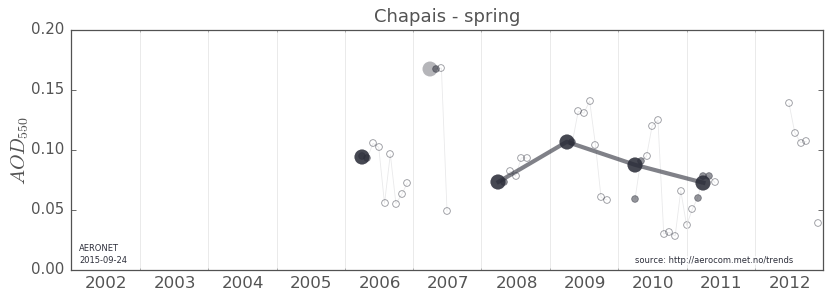 Chapais - spring
0.20
0.15
0.10
0.05
0.00
AOD550
AERONET
2015-09-24
source: http://aerocom.met.no/trends
2002 2003 2004 2005 2006 2007 2008 2009 2010 2011 2012